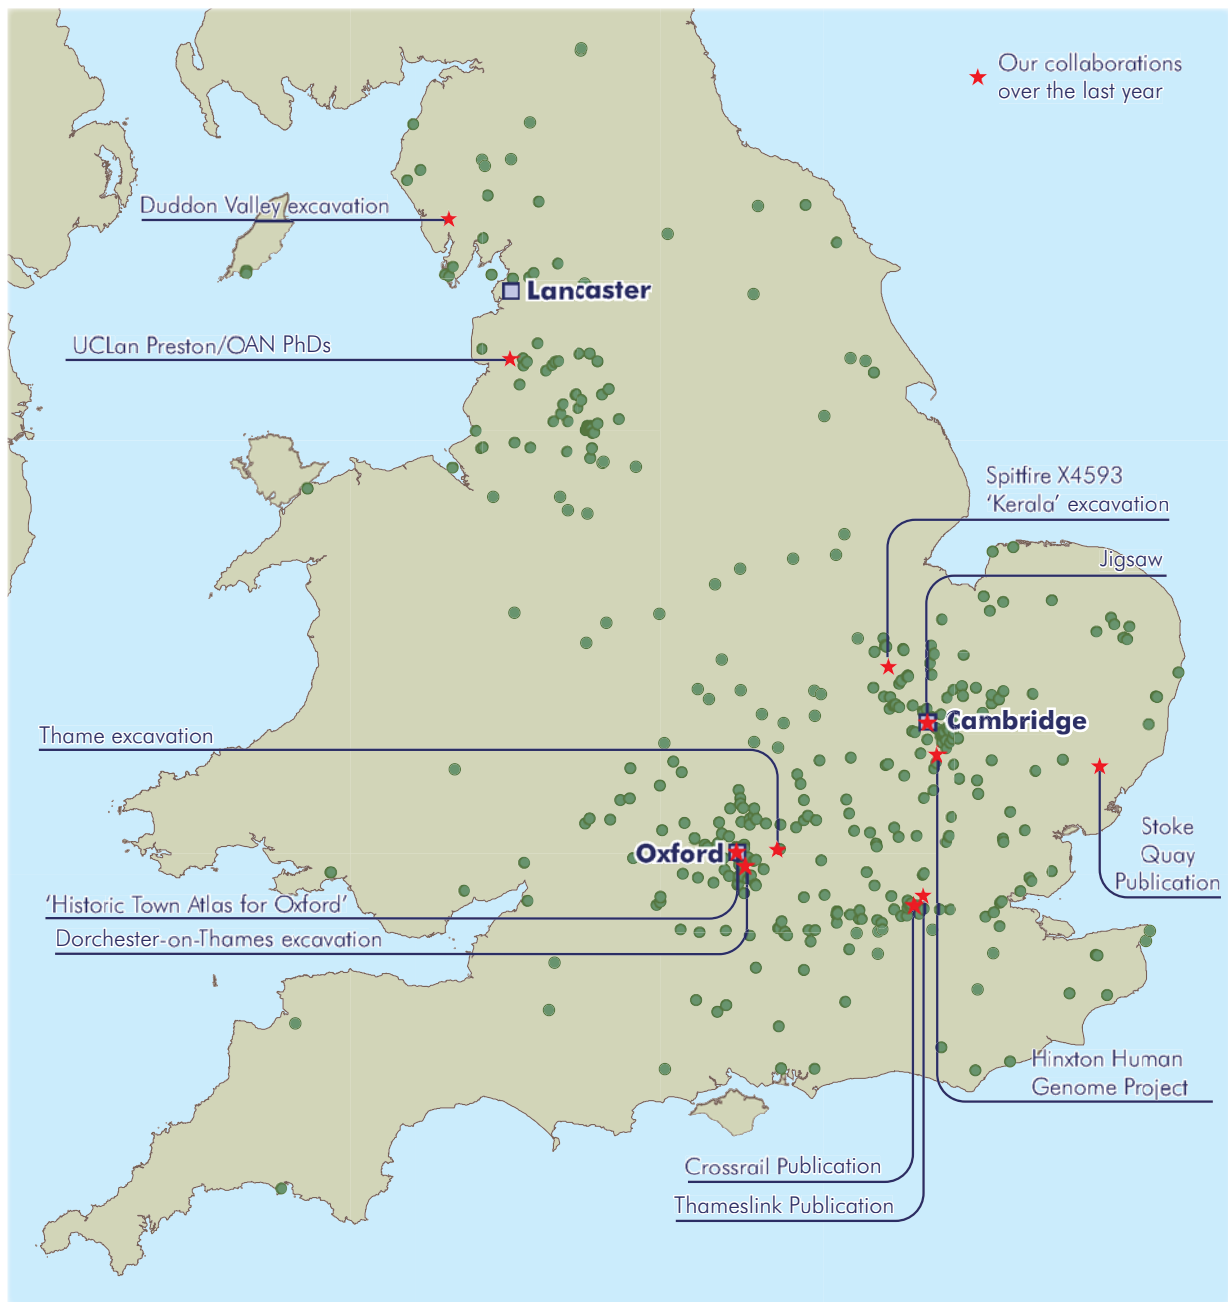 Our collaborations
over the last year
Duddon Valley excavation
Lancaster
UCLan Preston/OAN PhDs
Spitfire X4593
‘Kerala’ excavation
Jigsaw
Cambridge
Thame excavation
Stoke
Quay
Publication
Oxford
‘Historic Town Atlas for Oxford’
Dorchester-on-Thames excavation
Hinxton Human
Genome Project
Crossrail Publication
Thameslink Publication